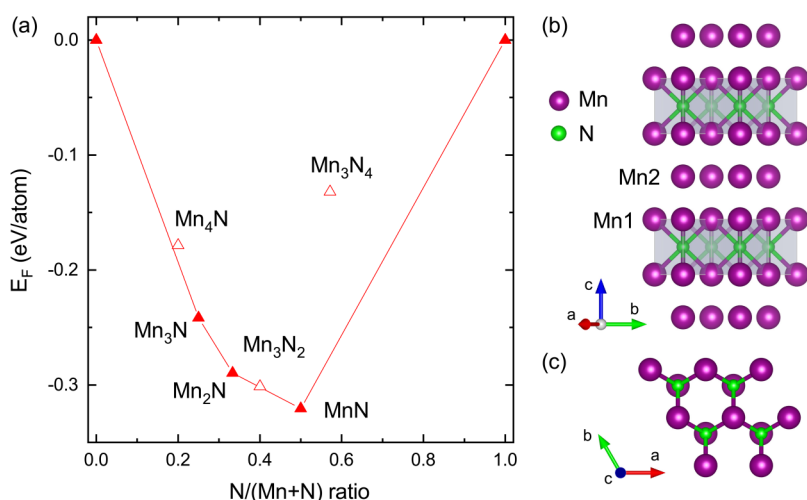 (a)
0.0
-0.1
-0.2
-0.3
E_F (eV/atom)
Mn₄N
Mn₃N
Mn₂N
Mn₃N₂
MnN
Mn₃N₄
0.0
0.2
0.4
0.6
0.8
1.0
N/(Mn+N) ratio
(b)
Mn
N
Mn2
Mn1
c
a
b
(c)
b
a
c